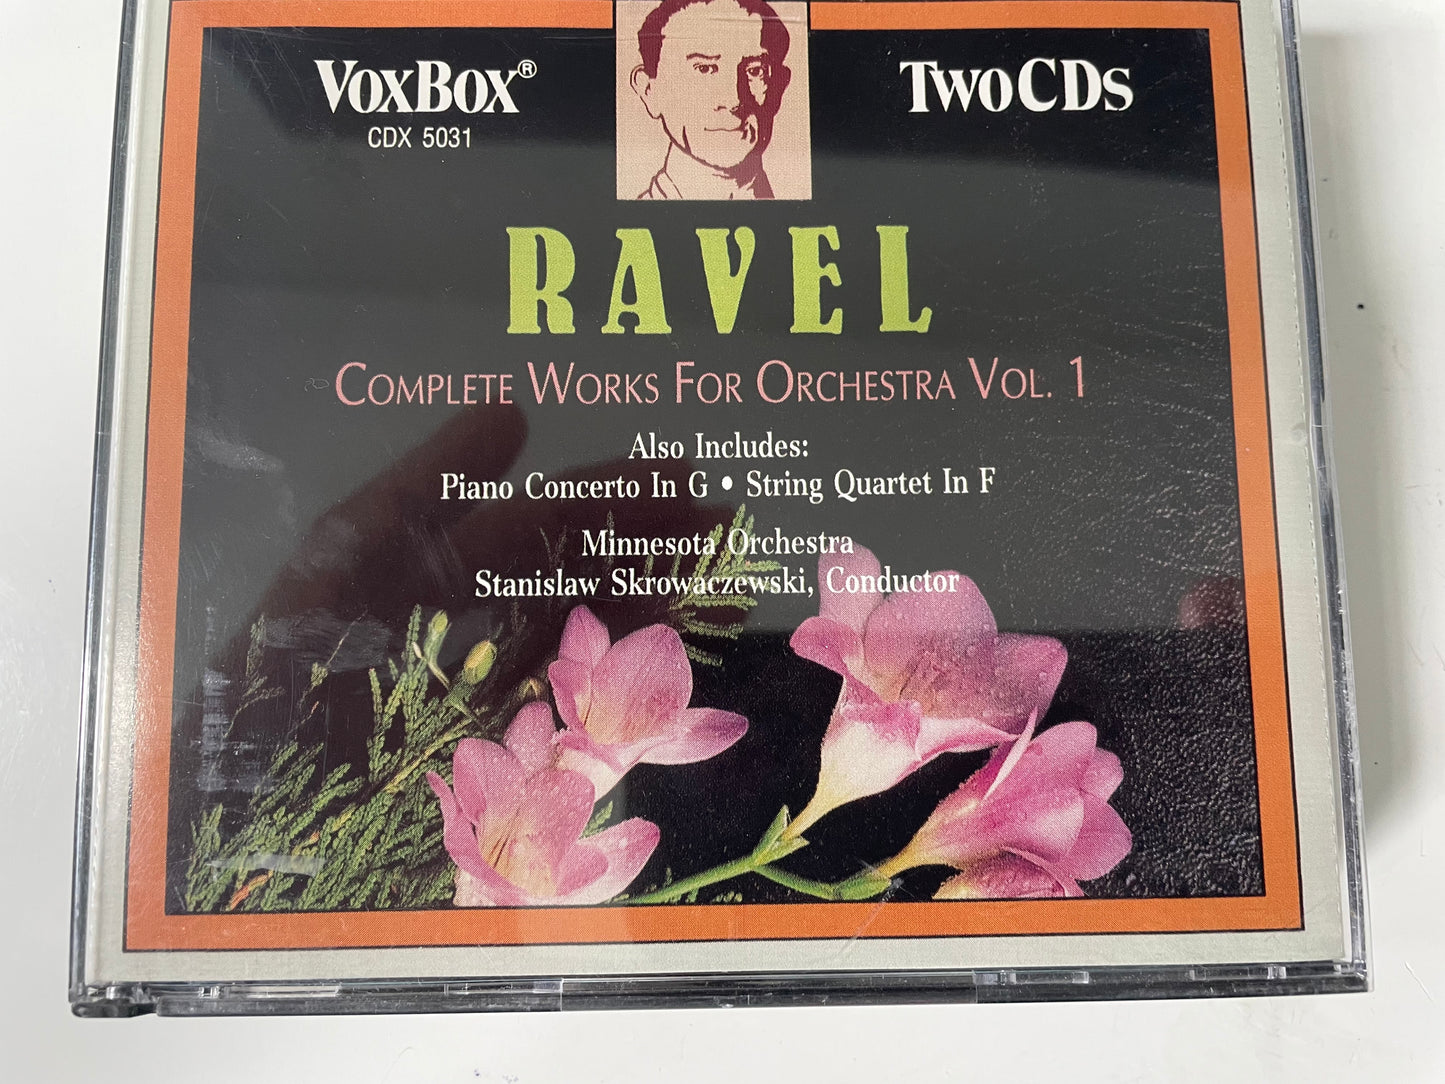 VOXBOX®
CDX 5031
TWO CDS
RAVEL
COMPLETE WORKS FOR ORCHESTRA VOL. 1
Also Includes:
Piano Concerto In G • String Quartet In F
Minnesota Orchestra
Stanislaw Skrowaczewski, Conductor